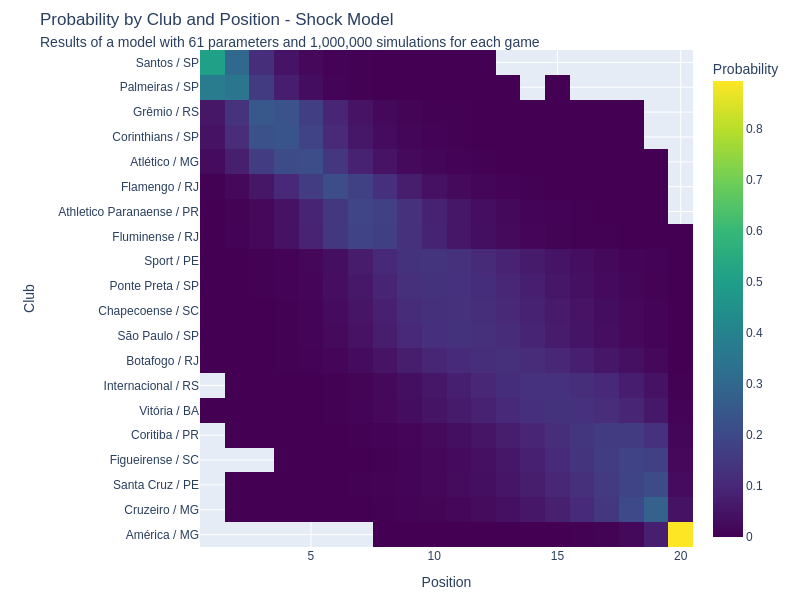 Probability by Club and Position - Shock Model
Results of a model with 61 parameters and 1,000,000 simulations for each game
Probability
Santos / SP
Palmeiras / SP
Grêmio / RS
Corinthians / SP
Atlético / MG
Flamengo / RJ
Athletico Paranaense / PR
Fluminense / RJ
Sport / PE
Ponte Preta / SP
Chapecoense / SC
São Paulo / SP
Botafogo / RJ
Internacional / RS
Vitória / BA
Coritiba / PR
Figueirense / SC
Santa Cruz / PE
Cruzeiro / MG
América / MG
Club
5
10
15
20
Position
0.8
0.7
0.6
0.5
0.4
0.3
0.2
0.1
0